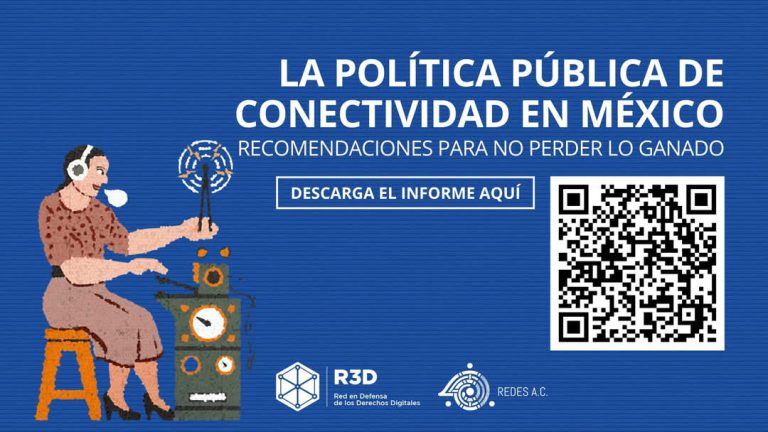 LA POLÍTICA PÚBLICA DE
CONECTIVIDAD EN MÉXICO
RECOMENDACIONES PARA NO PERDER LO GANADO
DESCARGA EL INFORME AQUÍ
R3D
Red en Defensa
de los Derechos Digitales
REDES A.C.